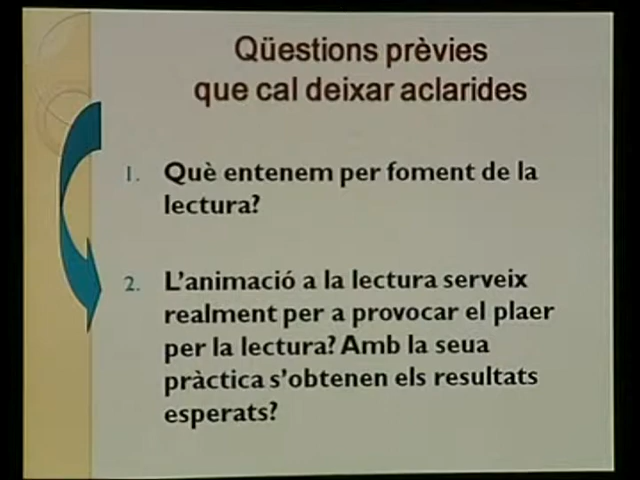 Qüestions prèvies
que cal deixar aclarides
1. Què entenem per foment de la
lectura?
2. L'animació a la lectura serveix
realment per a provocar el plaer
per la lectura? Amb la seua
pràctica s'obtenen els resultats
esperats?